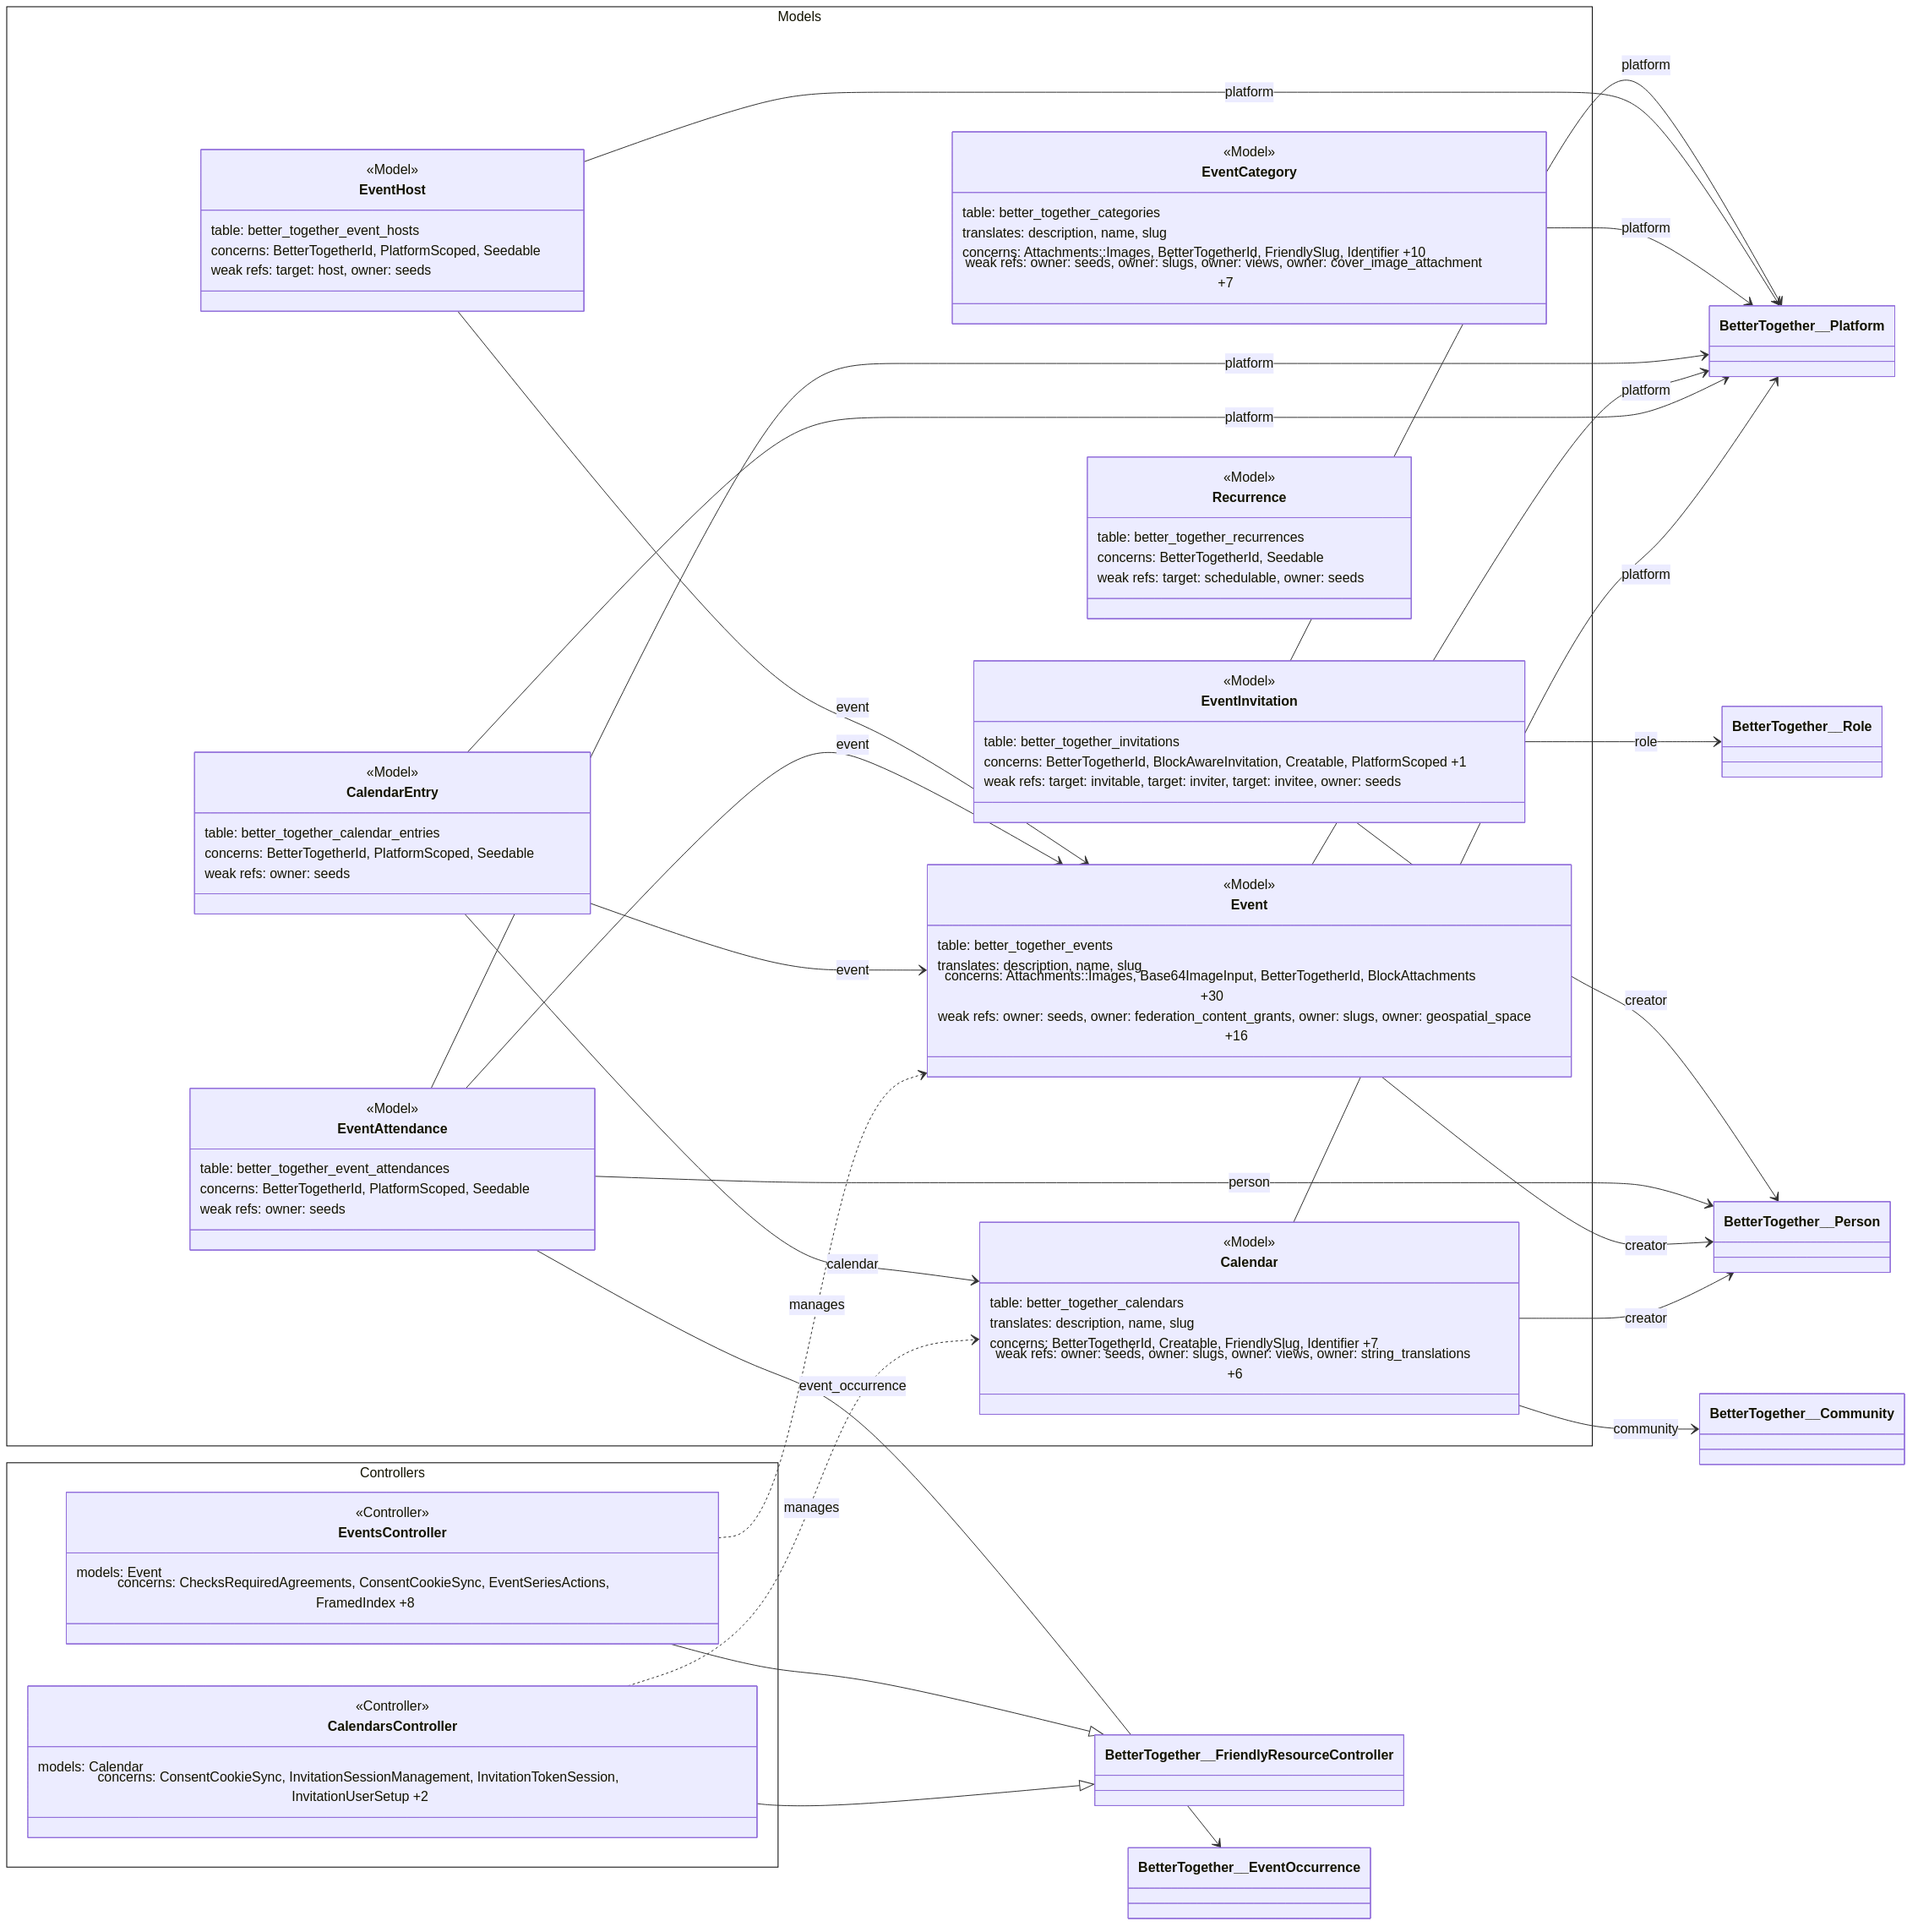 Models
platform
platform
«Model»
EventHost
table: better_together_event_hosts
concerns: BetterTogetherId, PlatformScoped, Seedable
weak refs: target: host, owner: seeds
«Model»
EventCategory
table: better_together_categories
translates: description, name, slug
concerns: Attachments::Images, BetterTogetherId, FriendlySlug, Identifier +10
weak refs: owner: seeds, owner: slugs, owner: views, owner: cover_image_attachment
+7
platform
BetterTogether__Platform
platform
platform
platform
«Model»
Recurrence
table: better_together_recurrences
concerns: BetterTogetherId, Seedable
weak refs: target: schedulable, owner: seeds
platform
event
event
«Model»
EventInvitation
table: better_together_invitations
concerns: BetterTogetherId, BlockAwareInvitation, Creatable, PlatformScoped +1
weak refs: target: invitable, target: inviter, target: invitee, owner: seeds
role
BetterTogether__Role
«Model»
CalendarEntry
table: better_together_calendar_entries
concerns: BetterTogetherId, PlatformScoped, Seedable
weak refs: owner: seeds
event
«Model»
Event
table: better_together_events
translates: description, name, slug
concerns: Attachments::Images, Base64ImageInput, BetterTogetherId, BlockAttachments
+30
weak refs: owner: seeds, owner: federation_content_grants, owner: slugs, owner: geospatial_space
+16
creator
«Model»
EventAttendance
table: better_together_event_attendances
concerns: BetterTogetherId, PlatformScoped, Seedable
weak refs: owner: seeds
person
BetterTogether__Person
creator
calendar
manages
«Model»
Calendar
table: better_together_calendars
translates: description, name, slug
concerns: BetterTogetherId, Creatable, FriendlySlug, Identifier +7
weak refs: owner: seeds, owner: slugs, owner: views, owner: string_translations
+6
creator
event_occurrence
community
BetterTogether__Community
Controllers
manages
«Controller»
EventsController
models: Event
concerns: ChecksRequiredAgreements, ConsentCookieSync, EventSeriesActions,
FramedIndex +8
«Controller»
CalendarsController
models: Calendar
concerns: ConsentCookieSync, InvitationSessionManagement, InvitationTokenSession,
InvitationUserSetup +2
BetterTogether__FriendlyResourceController
BetterTogether__EventOccurrence